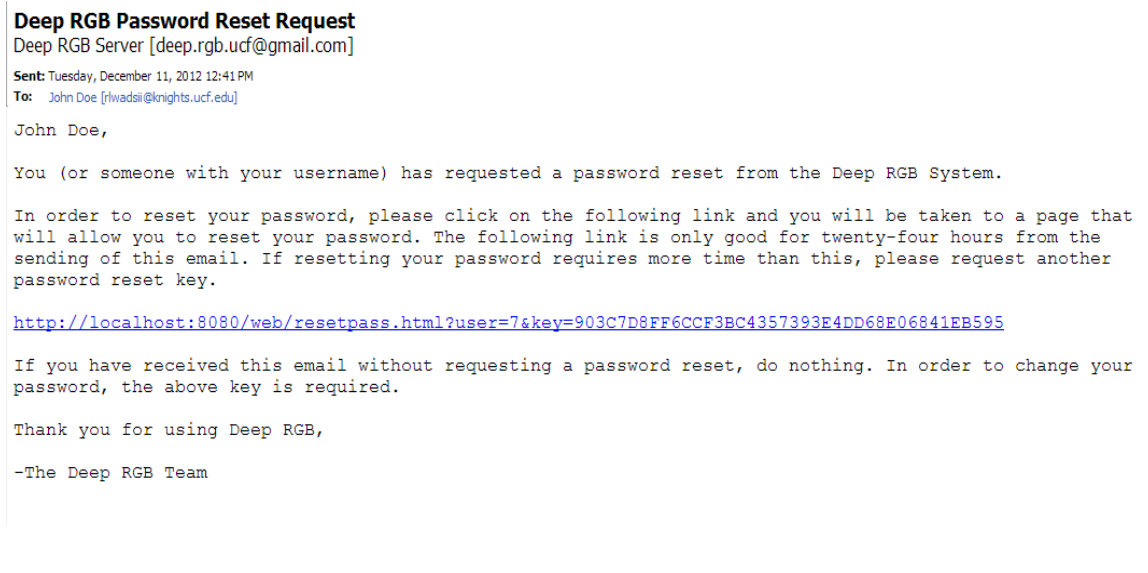 Deep RGB Password Reset Request
Deep RGB Server [deep.rgb.ucf@gmail.com]
Sent: Tuesday, December 11, 2012 12:41 PM
To: John Doe [rlwadsii@knights.ucf.edu]
John Doe,
You (or someone with your username) has requested a password reset from the Deep RGB System.
In order to reset your password, please click on the following link and you will be taken to a page that
will allow you to reset your password. The following link is only good for twenty-four hours from the
sending of this email. If resetting your password requires more time than this, please request another
password reset key.
http://localhost:8080/web/resetpass.html?user=7&key=903C7D8FF6CCF3BC4357393E4DD68E06841EB595
If you have received this email without requesting a password reset, do nothing. In order to change your
password, the above key is required.
Thank you for using Deep RGB,
-The Deep RGB Team